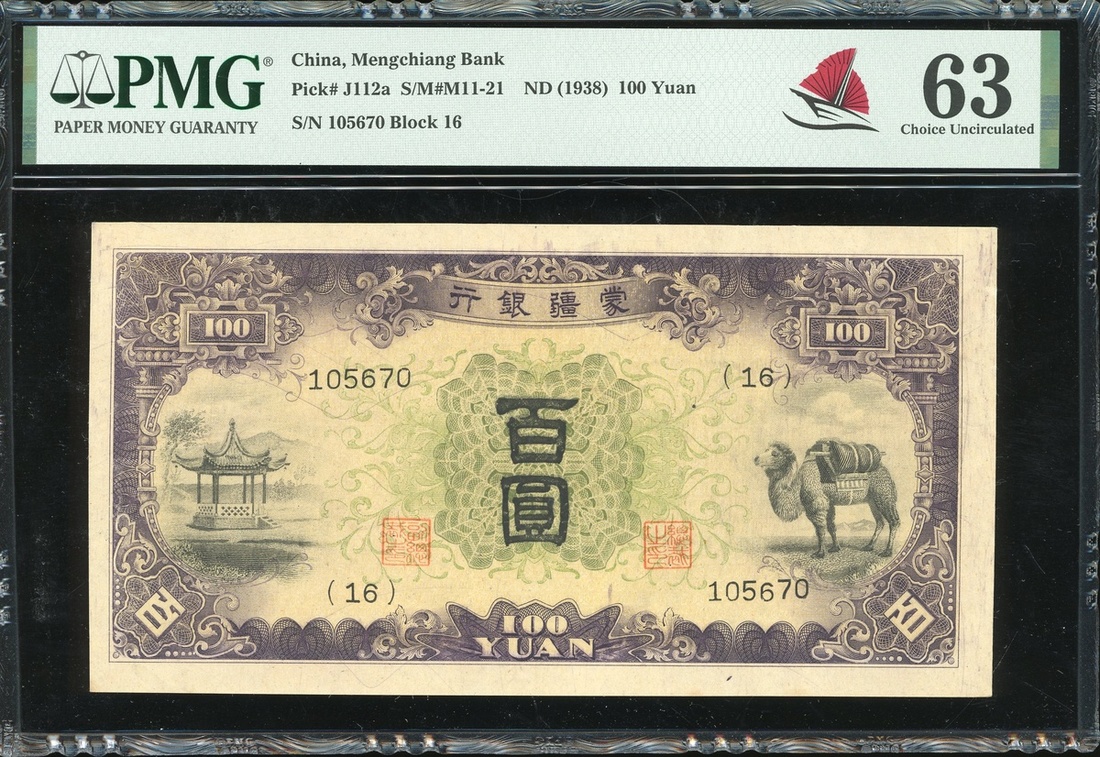 PMG®
PAPER MONEY GUARANTY
China, Mengchiang Bank
Pick# J112a S/M#M11-21 ND (1938) 100 Yuan
S/N 105670 Block 16
63
Choice Uncirculated
行銀疆蒙
100
100
105670
(16)
百圓
(16)
105670
百
百
100
YUAN